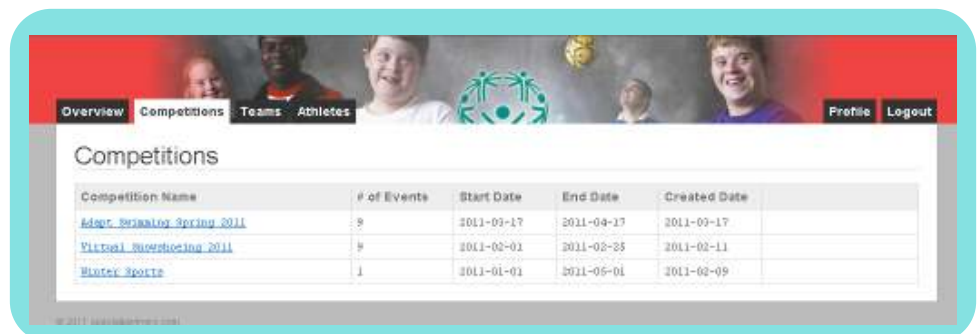 Overview Competitions Teams Athletes Profile Logout
Competitions
Competition Name # of Events Start Date End Date Created Date
Adapt Swimming Spring 2011 9 2011-03-17 2011-04-17 2011-03-17
Virtual Snowshoeing 2011 9 2011-02-01 2011-02-25 2011-02-11
Winter Sports 1 2011-01-01 2011-05-01 2011-02-09
© 2011